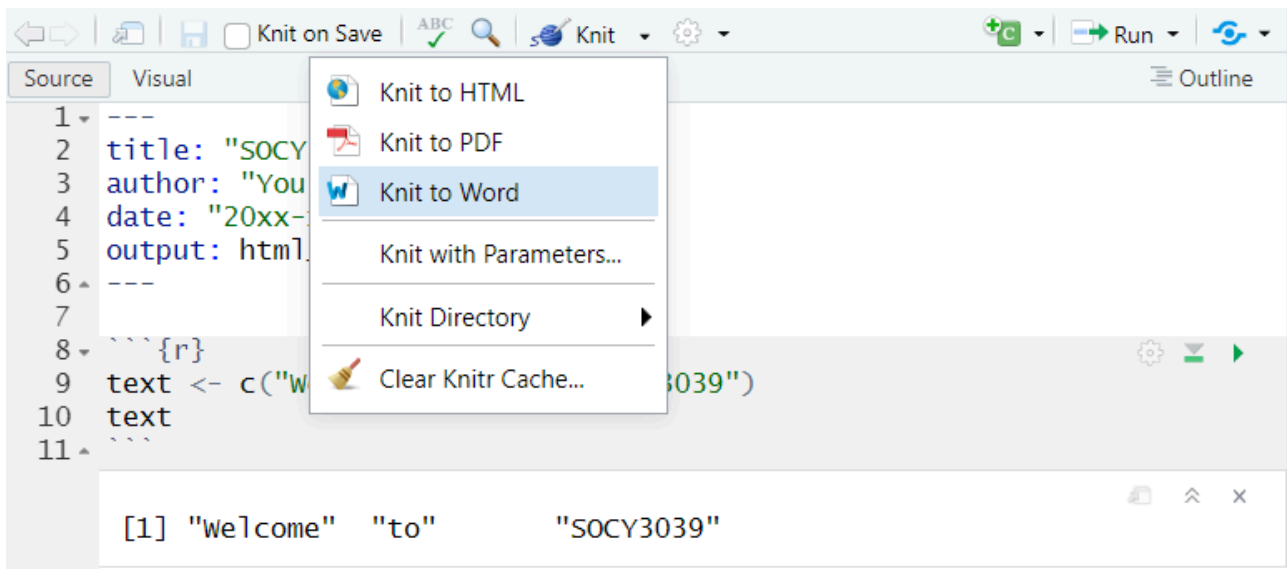 Knit on Save ABC Knit Run
Source Visual Outline
Knit to HTML
Knit to PDF
Knit to Word
Knit with Parameters...
Knit Directory
Clear Knitr Cache...
1 ---
2 title: "SOCY
3 author: "You
4 date: "20xx-
5 output: html_
6 ---
7
8 ```{r}
9 text <- c("W 3039")
10 text
11 ```
[1] "Welcome" "to" "SOCY3039"